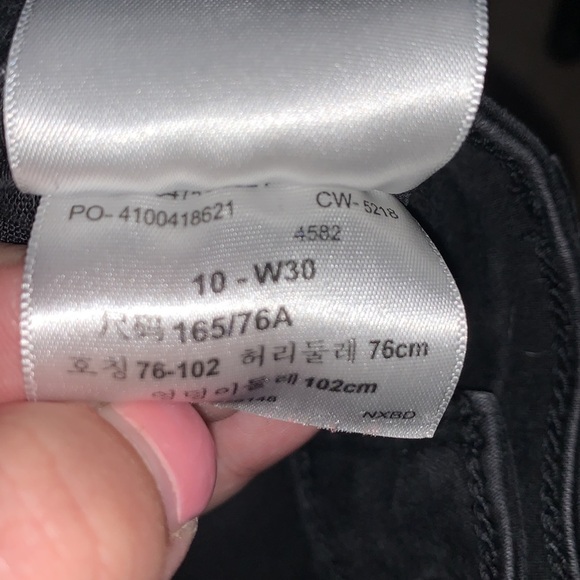 PO- 4100418621 CW- 5218
4582
10 - W30
尺码 165/76A
호칭 76-102 허리둘레 76cm
엉덩이둘레 102cm
NXBD